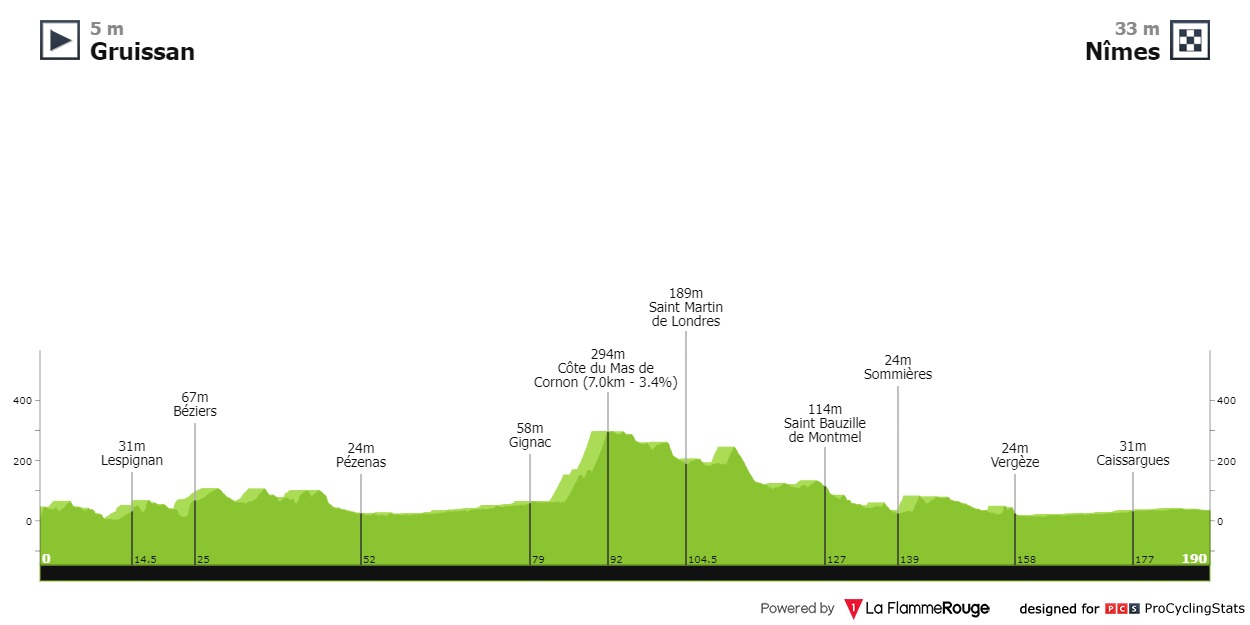 5 m
Gruissan
33 m
Nîmes
189m
Saint Martin
de Londres
294m
Côte du Mas de
Cornon (7.0km - 3.4%)
24m
Sommières
67m
Béziers
114m
Saint Bauzille
de Montmel
58m
Gignac
31m
Lespignan
24m
Pézenas
24m
Vergèze
31m
Caissargues
400
200
0
400
200
0
0
14.5
25
52
79
92
104.5
127
139
158
177
190
Powered by 1 La FlammeRouge designed for PCS ProCyclingStats